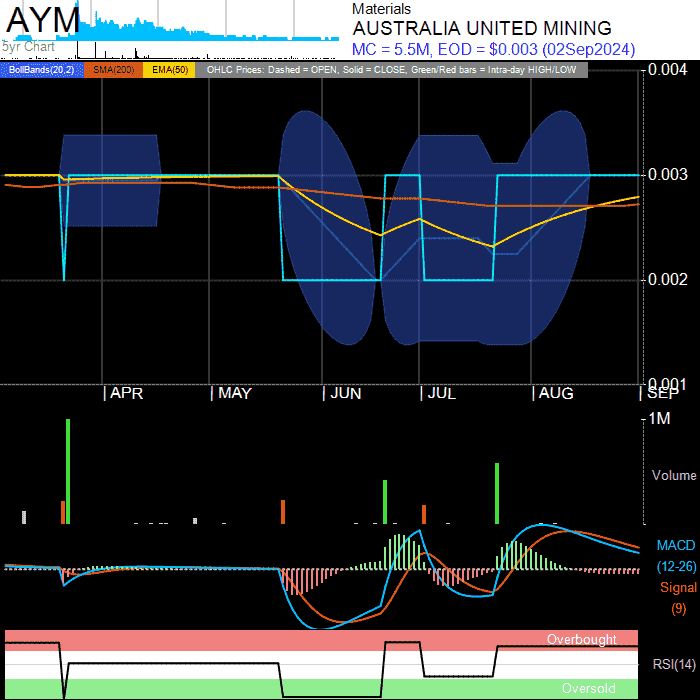 AYM
5yr Chart
Materials
AUSTRALIA UNITED MINING
MC = 5.5M, EOD = $0.003 (02Sep2024)
BollBands(20,2) SMA(200) EMA(50) OHLC Prices: Dashed = OPEN, Solid = CLOSE, Green/Red bars = Intra-day HIGH/LOW
0.004
0.003
0.002
0.001
APR MAY JUN JUL AUG SEP
1M
Volume
MACD
(12-26)
Signal
(9)
Overbought
RSI(14)
Oversold